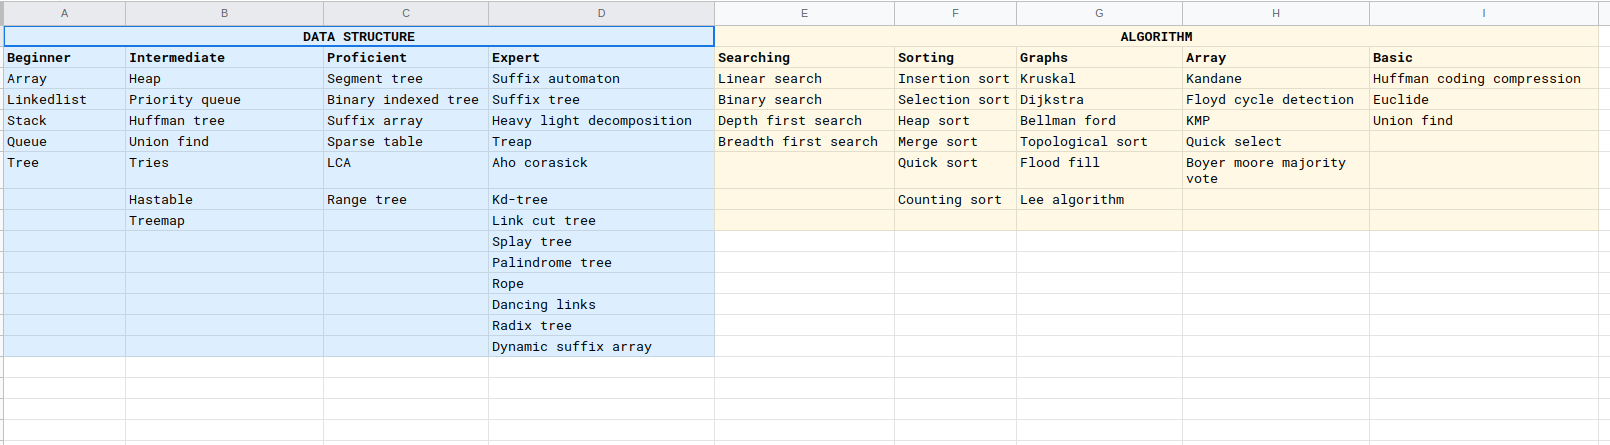 A B C D E F G H I
DATA STRUCTURE ALGORITHM
Beginner Intermediate Proficient Expert Searching Sorting Graphs Array Basic
Array Heap Segment tree Suffix automaton Linear search Insertion sort Kruskal Kandane Huffman coding compression
Linkedlist Priority queue Binary indexed tree Suffix tree Binary search Selection sort Dijkstra Floyd cycle detection Euclide
Stack Huffman tree Suffix array Heavy light decomposition Depth first search Heap sort Bellman ford KMP Union find
Queue Union find Sparse table Treap Breadth first search Merge sort Topological sort Quick select
Tree Tries LCA Aho corasick Quick sort Flood fill Boyer moore majority
vote
Hastable Range tree Kd-tree Counting sort Lee algorithm
Treemap Link cut tree
Splay tree
Palindrome tree
Rope
Dancing links
Radix tree
Dynamic suffix array